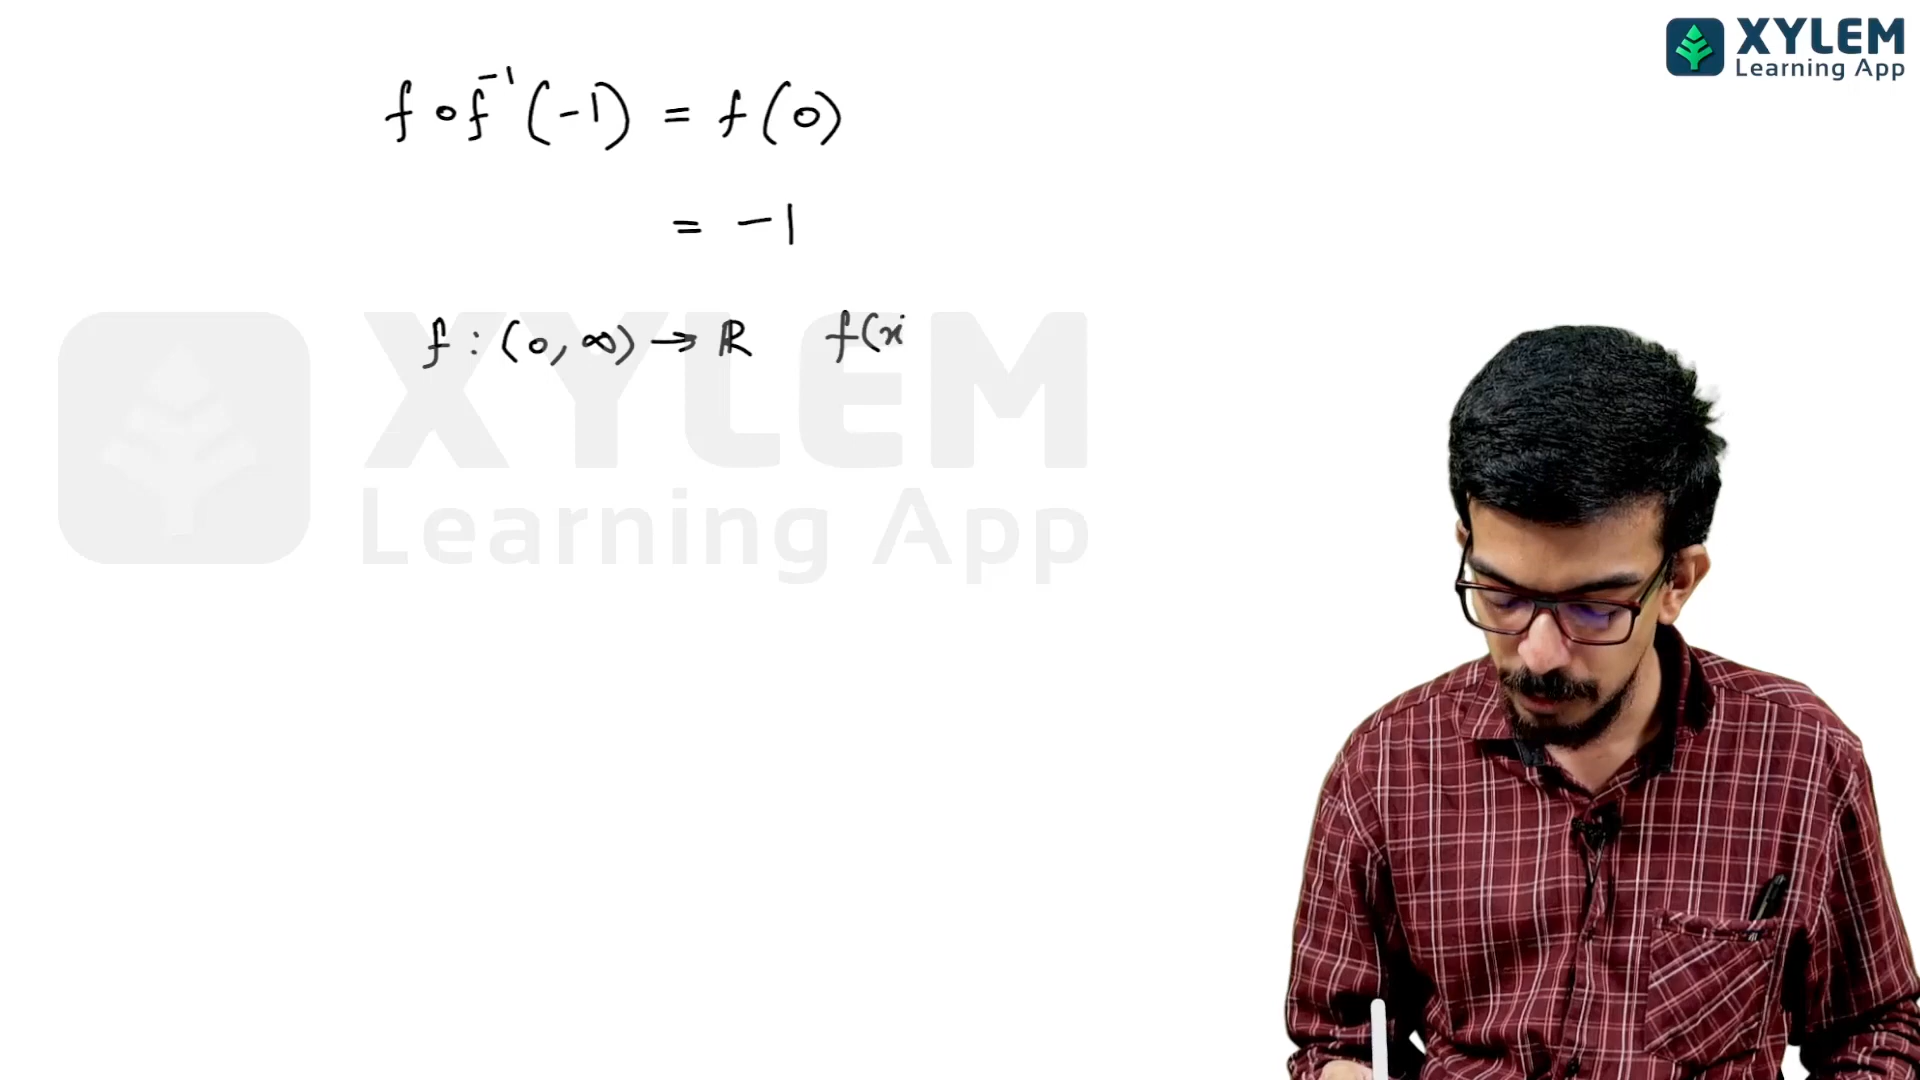 XYLEM
Learning App
f∘f⁻¹(-1) = f(0)
= -1
f : (0, ∞) → ℝ f(x
XYLEM
Learning App